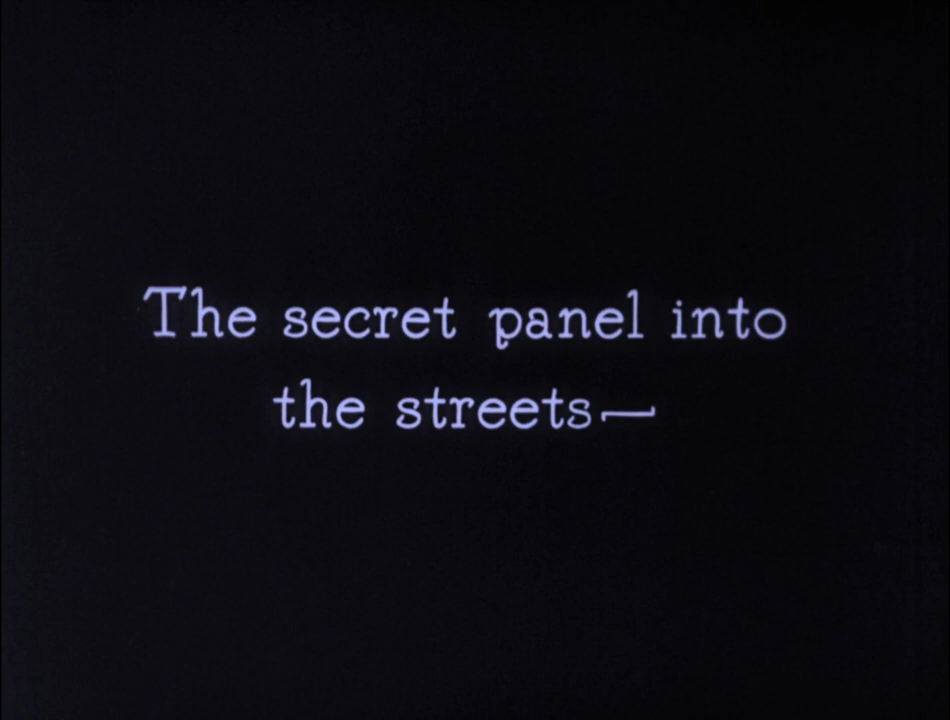 The secret panel into
the streets—